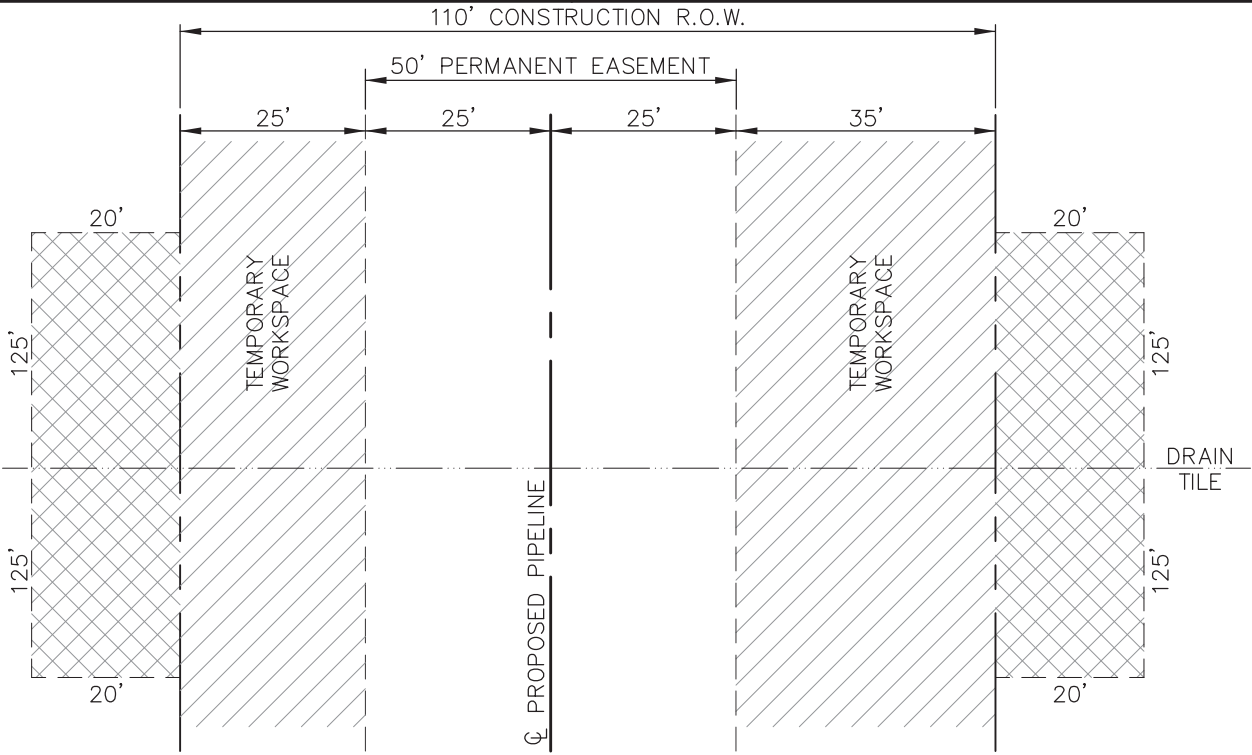 110' CONSTRUCTION R.O.W.
50' PERMANENT EASEMENT
25'
25'
25'
35'
20'
20'
TEMPORARY
WORKSPACE
TEMPORARY
WORKSPACE
125'
125'
DRAIN
TILE
℄ PROPOSED PIPELINE
125'
125'
20'
20'